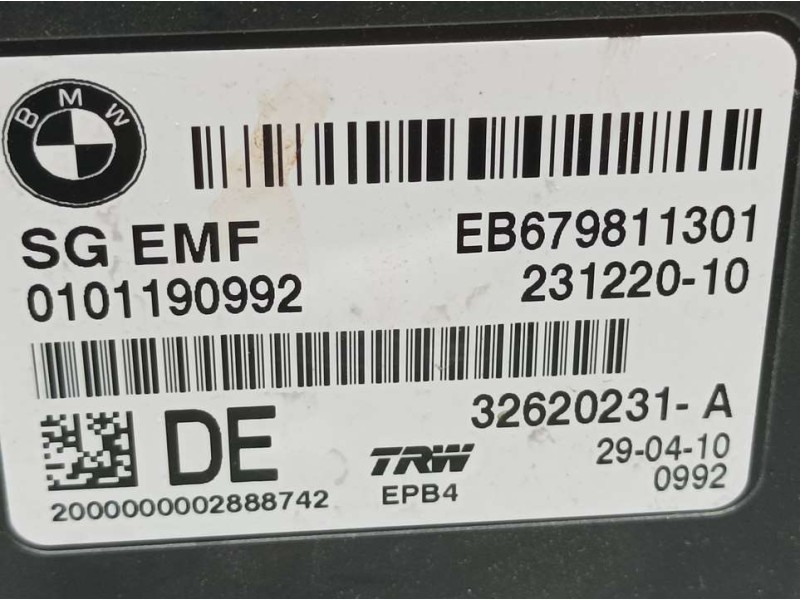 BMW
SG EMF
EB679811301
0101190992
231220-10
32620231- A
DE
TRW
29-04-10
EPB4
0992
2000000002888742